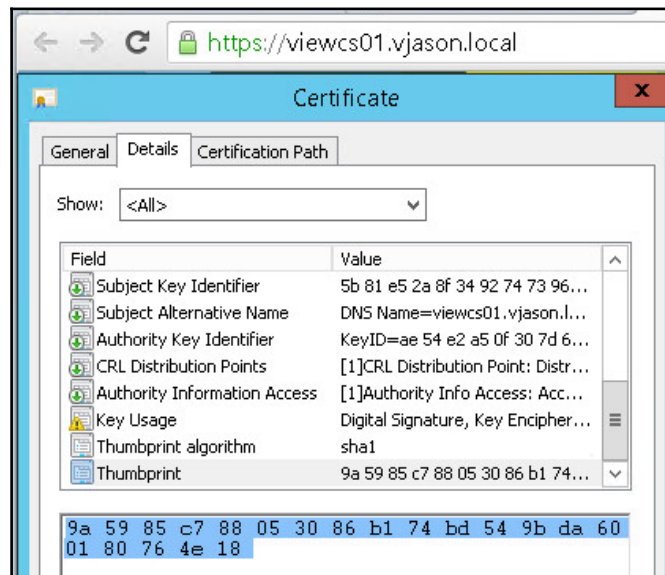 https://viewcs01.vjason.local
Certificate
x
General Details Certification Path
Show: <All>
Field Value
Subject Key Identifier 5b 81 e5 2a 8f 34 92 74 73 96...
Subject Alternative Name DNS Name=viewcs01.vjason.l...
Authority Key Identifier KeyID=ae 54 e2 a5 0f 30 7d 6...
CRL Distribution Points [1]CRL Distribution Point: Distr...
Authority Information Access [1]Authority Info Access: Acc...
Key Usage Digital Signature, Key Encipher...
Thumbprint algorithm sha1
Thumbprint 9a 59 85 c7 88 05 30 86 b1 74...
9a 59 85 c7 88 05 30 86 b1 74 bd 54 9b da 60
01 80 76 4e 18